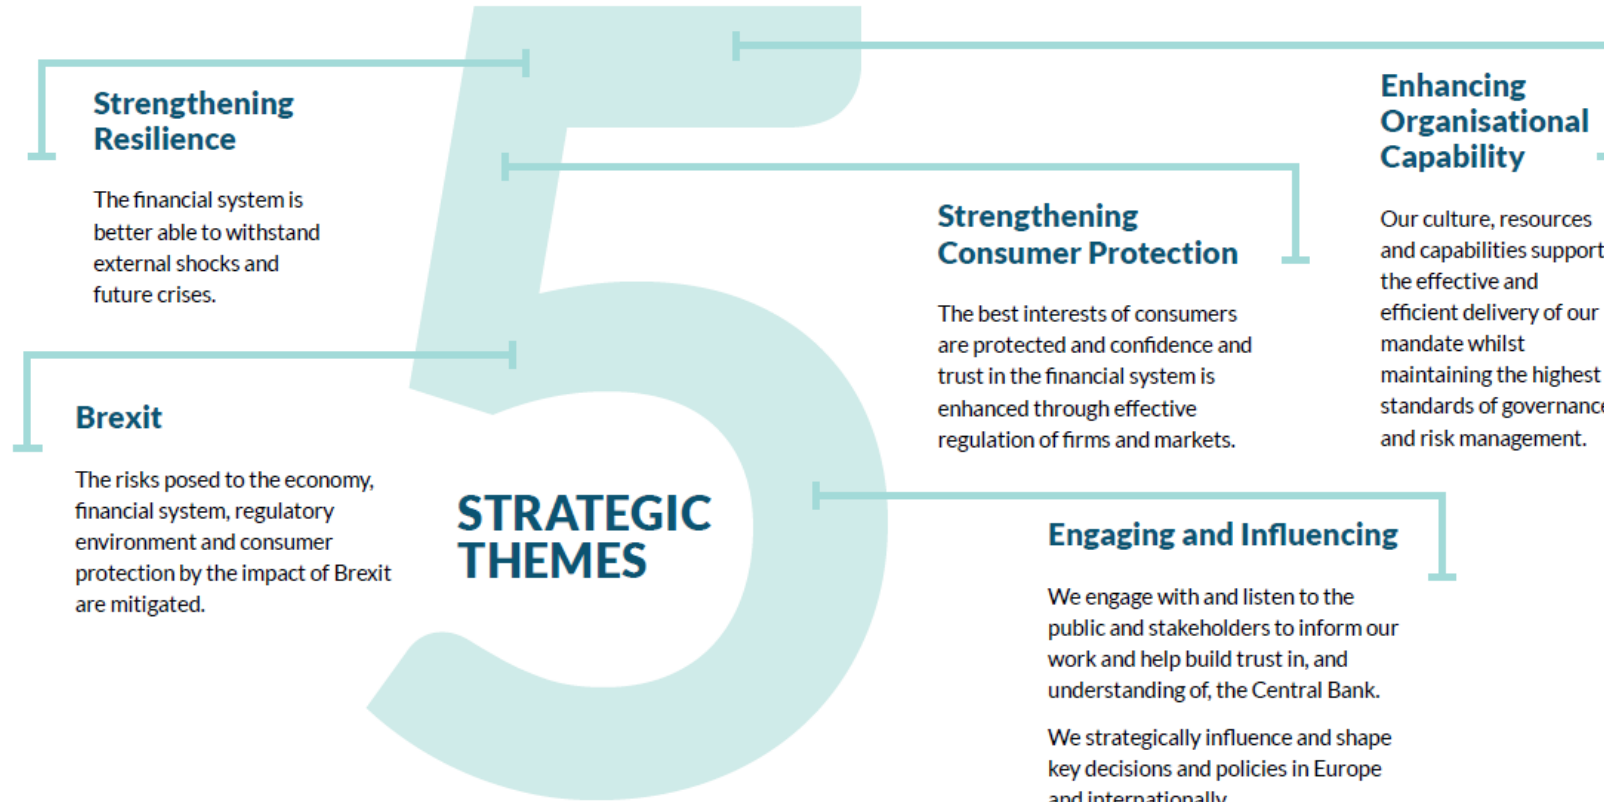 Strengthening
Resilience
The financial system is
better able to withstand
external shocks and
future crises.
Brexit
The risks posed to the economy,
financial system, regulatory
environment and consumer
protection by the impact of Brexit
are mitigated.
5
STRATEGIC
THEMES
Strengthening
Consumer Protection
The best interests of consumers
are protected and confidence and
trust in the financial system is
enhanced through effective
regulation of firms and markets.
Enhancing
Organisational
Capability
Our culture, resources
and capabilities support
the effective and
efficient delivery of our
mandate whilst
maintaining the highest
standards of governance
and risk management.
Engaging and Influencing
We engage with and listen to the
public and stakeholders to inform our
work and help build trust in, and
understanding of, the Central Bank.
We strategically influence and shape
key decisions and policies in Europe
and internationally